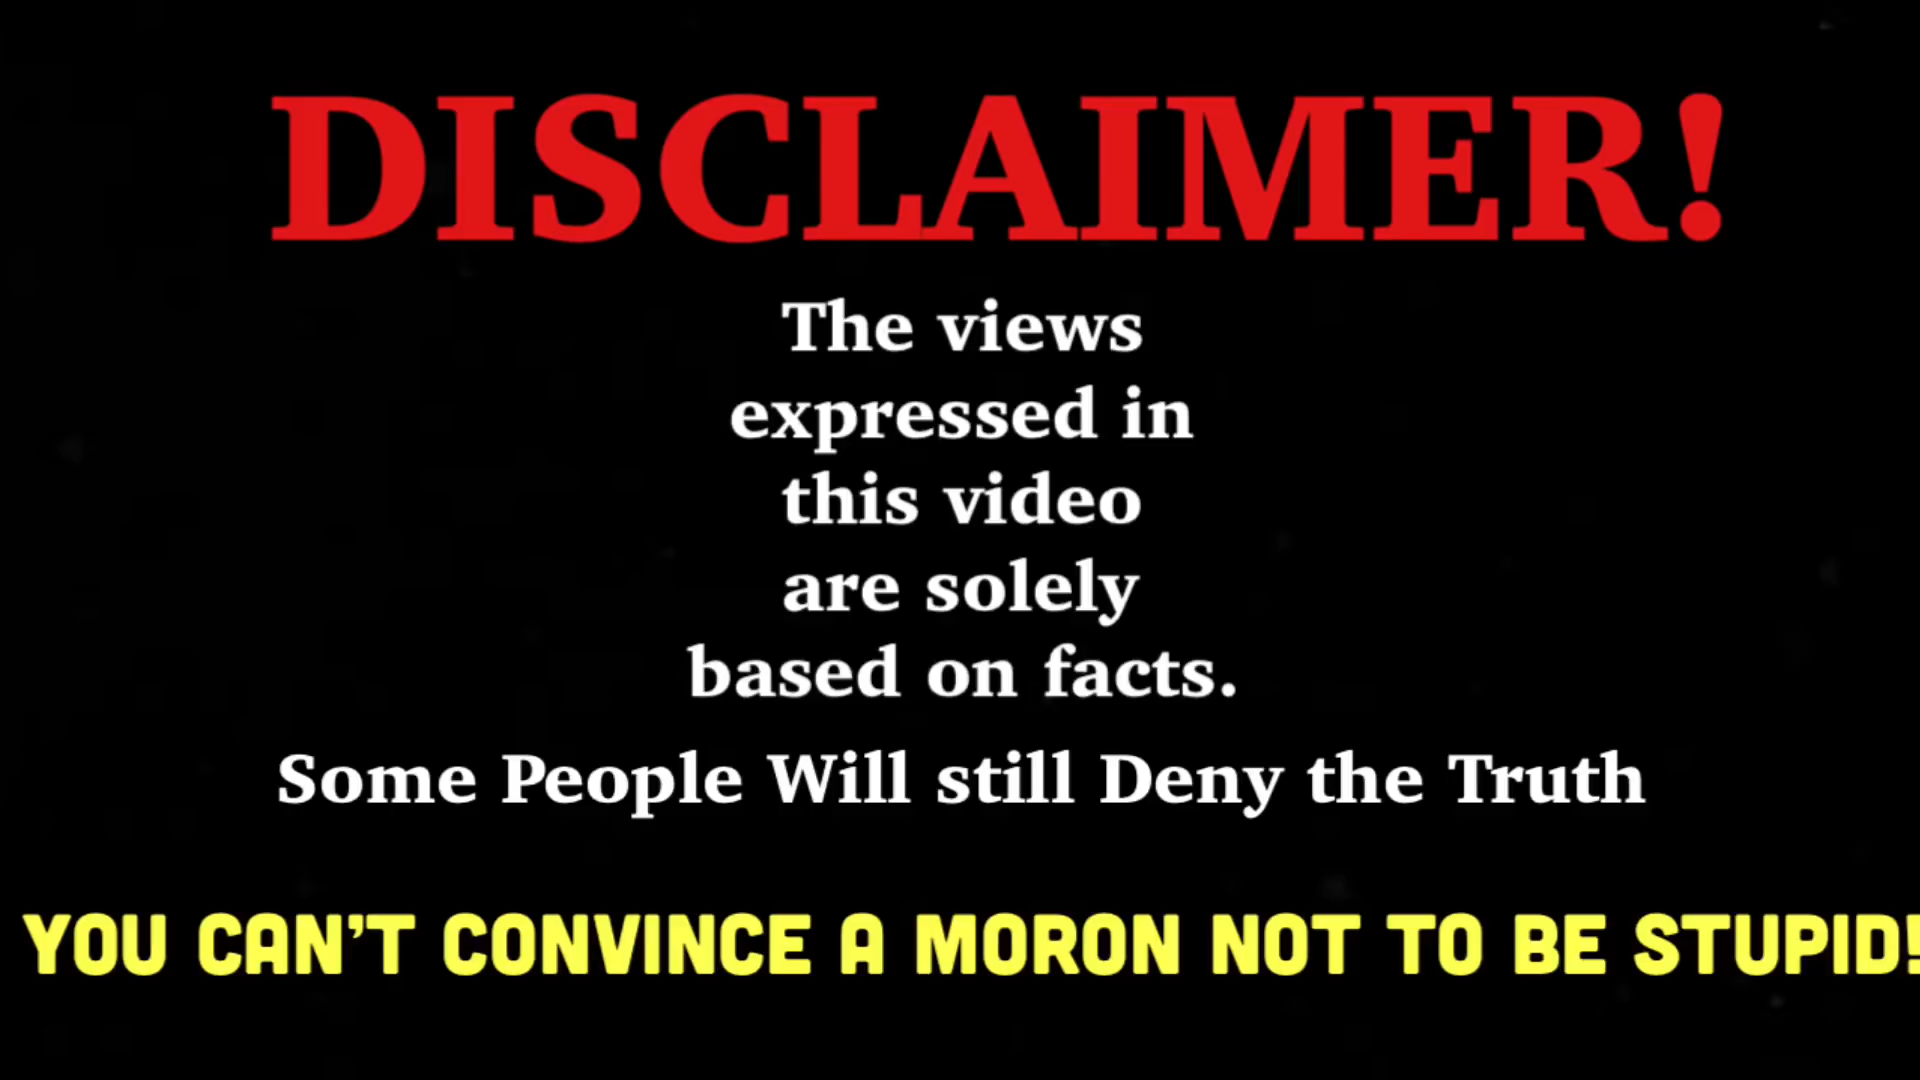 DISCLAIMER!
The views
expressed in
this video
are solely
based on facts.
Some People Will still Deny the Truth
YOU CAN'T CONVINCE A MORON NOT TO BE STUPID!